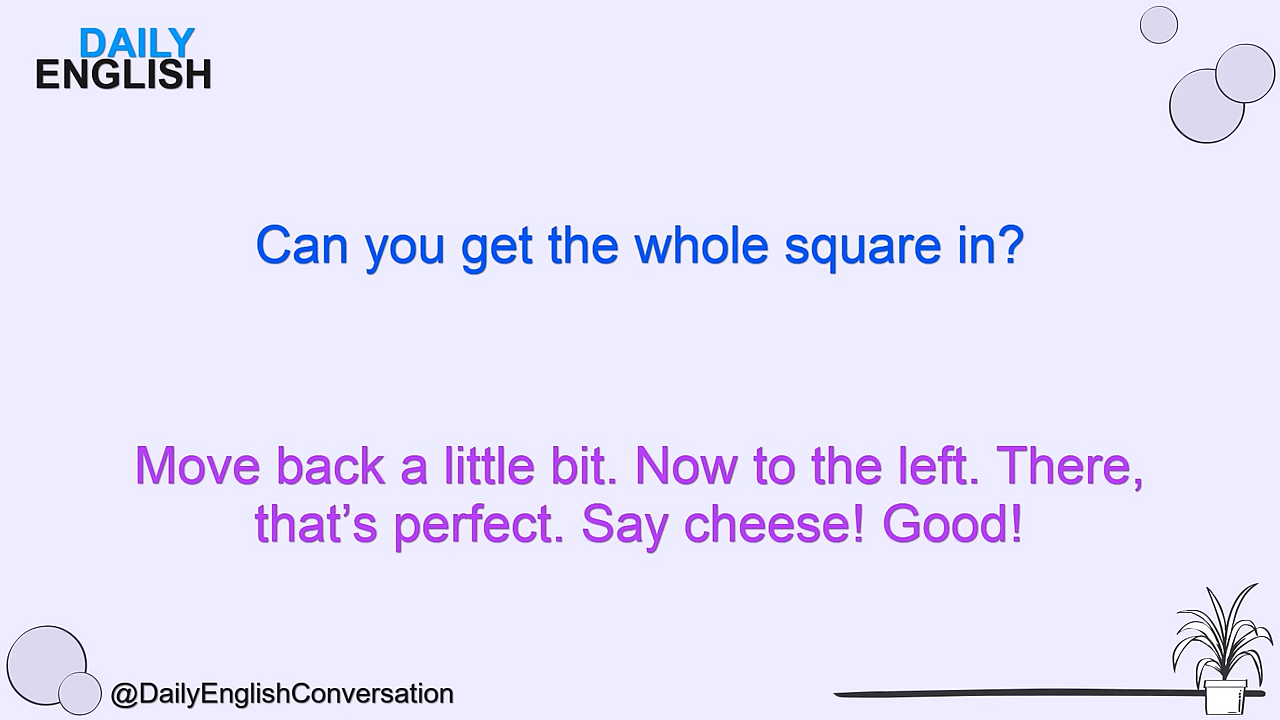 DAILY
ENGLISH
Can you get the whole square in?
Move back a little bit. Now to the left. There,
that’s perfect. Say cheese! Good!
@DailyEnglishConversation